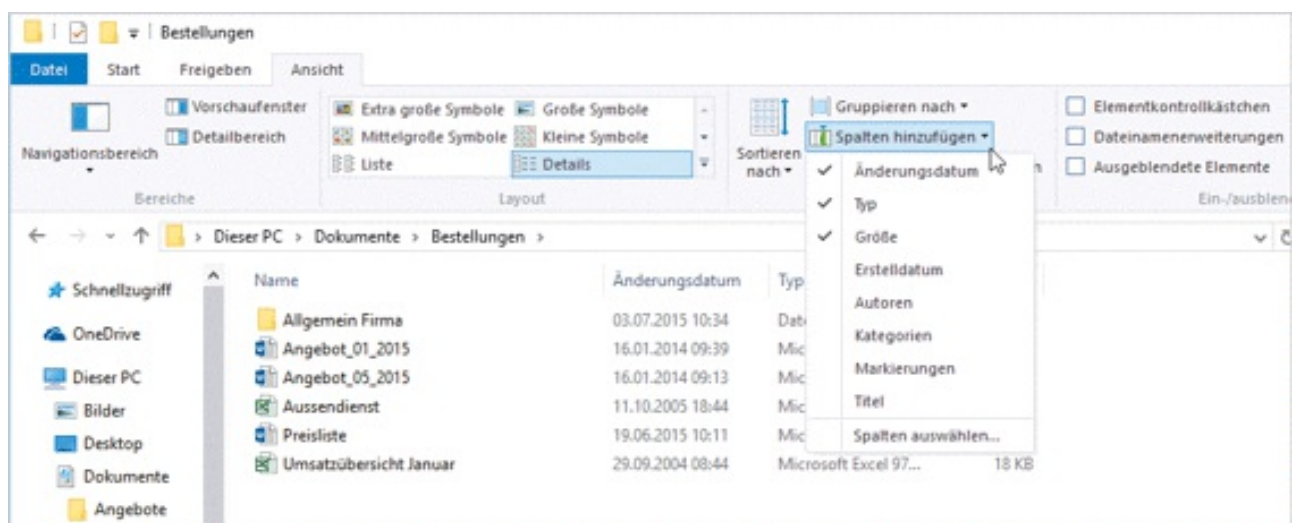 Bestellungen
Datei Start Freigeben Ansicht
Navigationsbereich
Vorschaufenster
Detailbereich
Bereiche
Extra große Symbole Große Symbole
Mittelgroße Symbole Kleine Symbole
Liste Details
Layout
Sortieren
nach
Gruppieren nach
Spalten hinzufügen
Elementkontrollkästchen
Dateinamenerweiterungen
Ausgeblendete Elemente
Ein-/ausblen
Änderungsdatum
Typ
Größe
Erstelldatum
Autoren
Kategorien
Markierungen
Titel
Spalten auswählen...
Dieser PC > Dokumente > Bestellungen >
Schnellzugriff
OneDrive
Dieser PC
Bilder
Desktop
Dokumente
Angebote
Name Änderungsdatum Typ
Allgemein Firma 03.07.2015 10:34 Dat
Angebot_01_2015 16.01.2014 09:39 Mic
Angebot_05_2015 16.01.2014 09:13 Mic
Aussendienst 11.10.2005 18:44 Mic
Preisliste 19.06.2015 10:11 Mic
Umsatzübersicht Januar 29.09.2004 08:44 Microsoft Excel 97... 18 KB